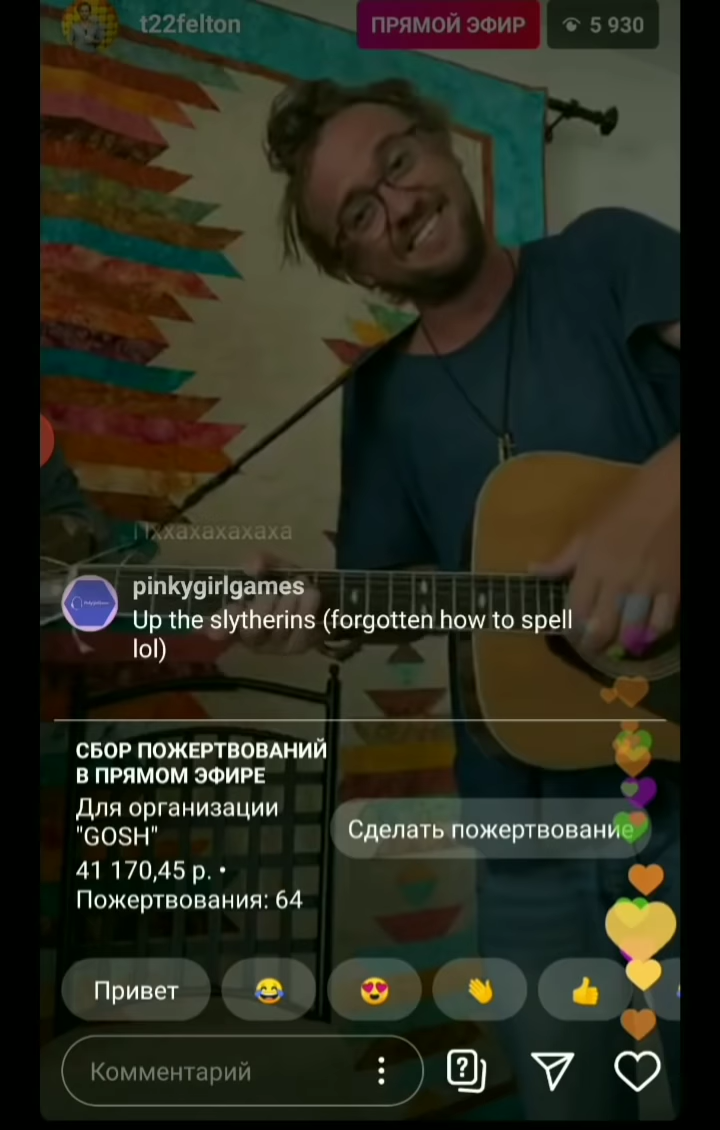 t22felton
ПРЯМОЙ ЭФИР
5 930
Пххахахахаха
pinkygirlgames
Up the slytherins (forgotten how to spell
lol)
СБОР ПОЖЕРТВОВАНИЙ
В ПРЯМОМ ЭФИРЕ
Для организации
"GOSH"
41 170,45 р. •
Пожертвования: 64
Сделать пожертвование
Привет
Комментарий